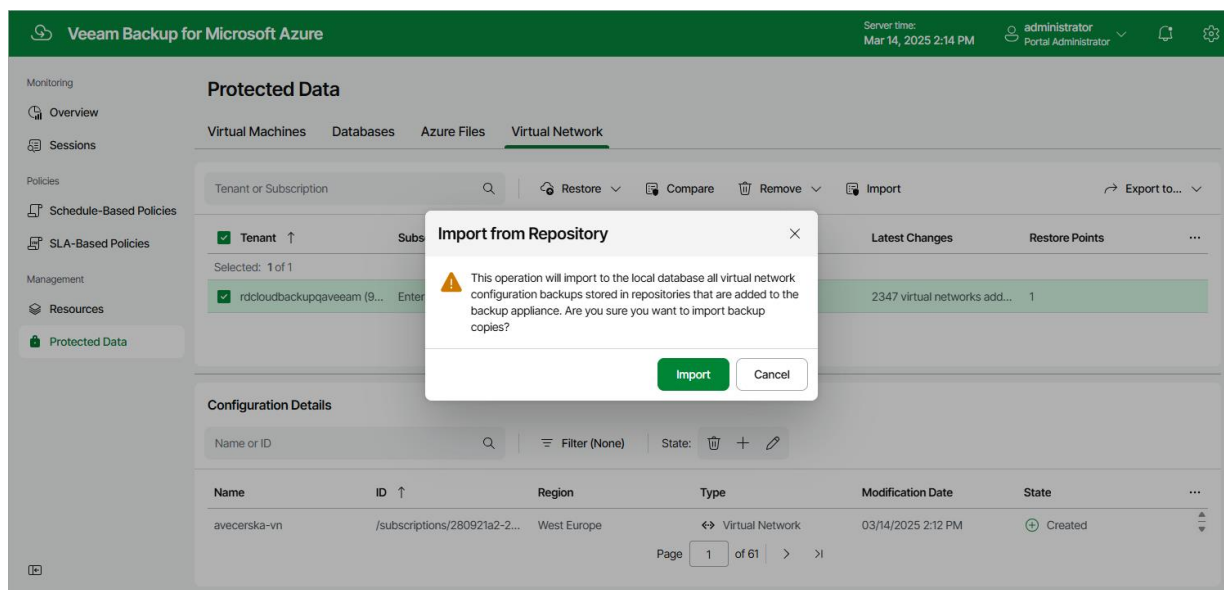 Veeam Backup for Microsoft Azure
Server time:
Mar 14, 2025 2:14 PM
administrator
Portal Administrator
Monitoring
Overview
Sessions
Policies
Schedule-Based Policies
SLA-Based Policies
Management
Resources
Protected Data
Protected Data
Virtual Machines Databases Azure Files Virtual Network
Tenant or Subscription
Restore Compare Remove Import Export to...
Tenant ↑ Subs Latest Changes Restore Points ...
Selected: 1 of 1
rdcloudbackupqaveeam (9... Enter 2347 virtual networks add... 1
Import from Repository
This operation will import to the local database all virtual network
configuration backups stored in repositories that are added to the
backup appliance. Are you sure you want to import backup
copies?
Import Cancel
Configuration Details
Name or ID
Filter (None) State:
Name ID ↑ Region Type Modification Date State ...
avecerska-vn /subscriptions/280921a2-2... West Europe Virtual Network 03/14/2025 2:12 PM Created
Page 1 of 61